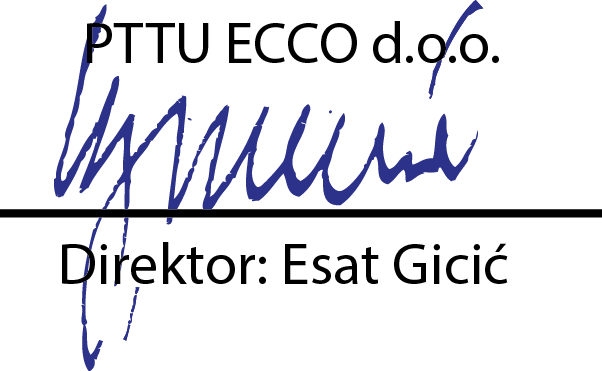 PTTU ECCO d.o.o.
Direktor: Esat Gicić